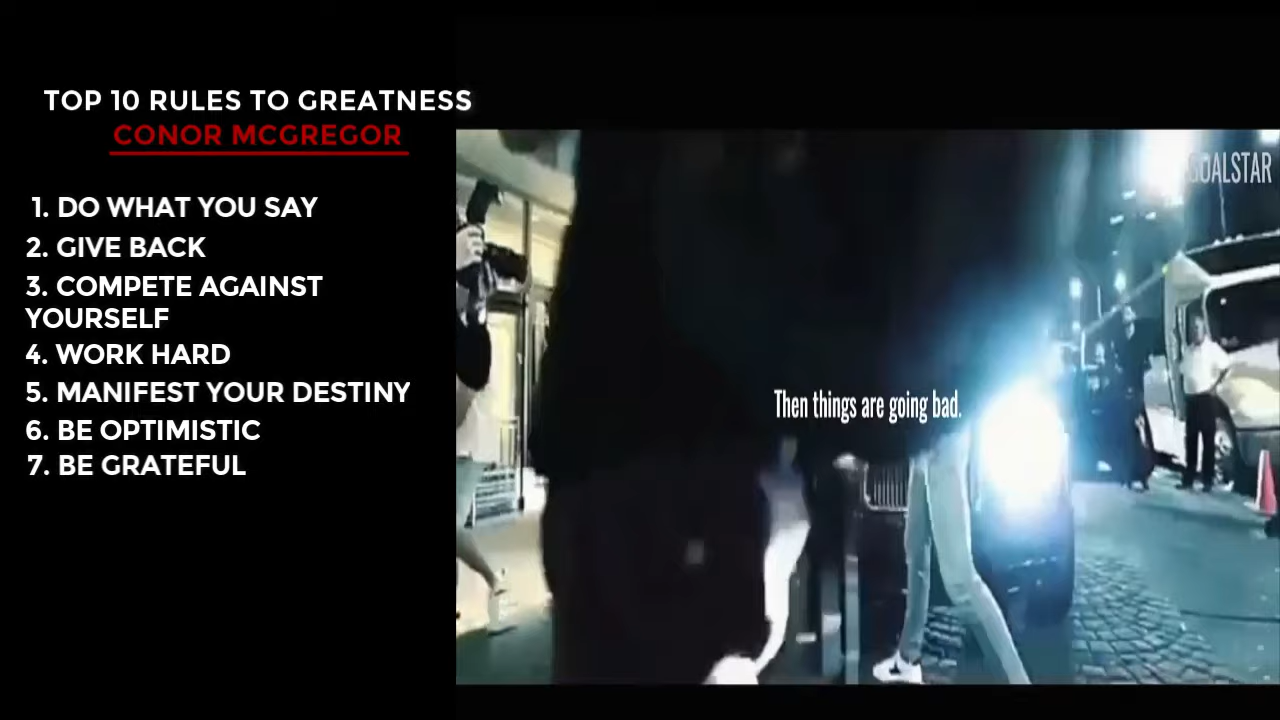 TOP 10 RULES TO GREATNESS
CONOR MCGREGOR
1. DO WHAT YOU SAY
2. GIVE BACK
3. COMPETE AGAINST
YOURSELF
4. WORK HARD
5. MANIFEST YOUR DESTINY
6. BE OPTIMISTIC
7. BE GRATEFUL
GOALSTAR
Then things are going bad.